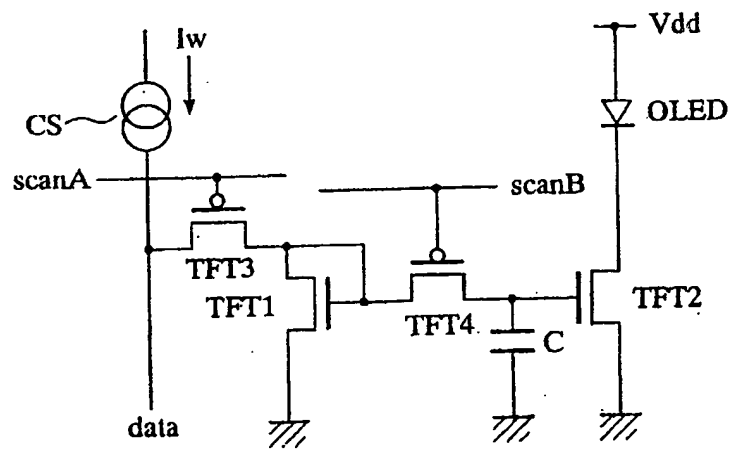 Iw
Vdd
CS
OLED
scanA
scanB
TFT3
TFT1
TFT4
C
TFT2
data